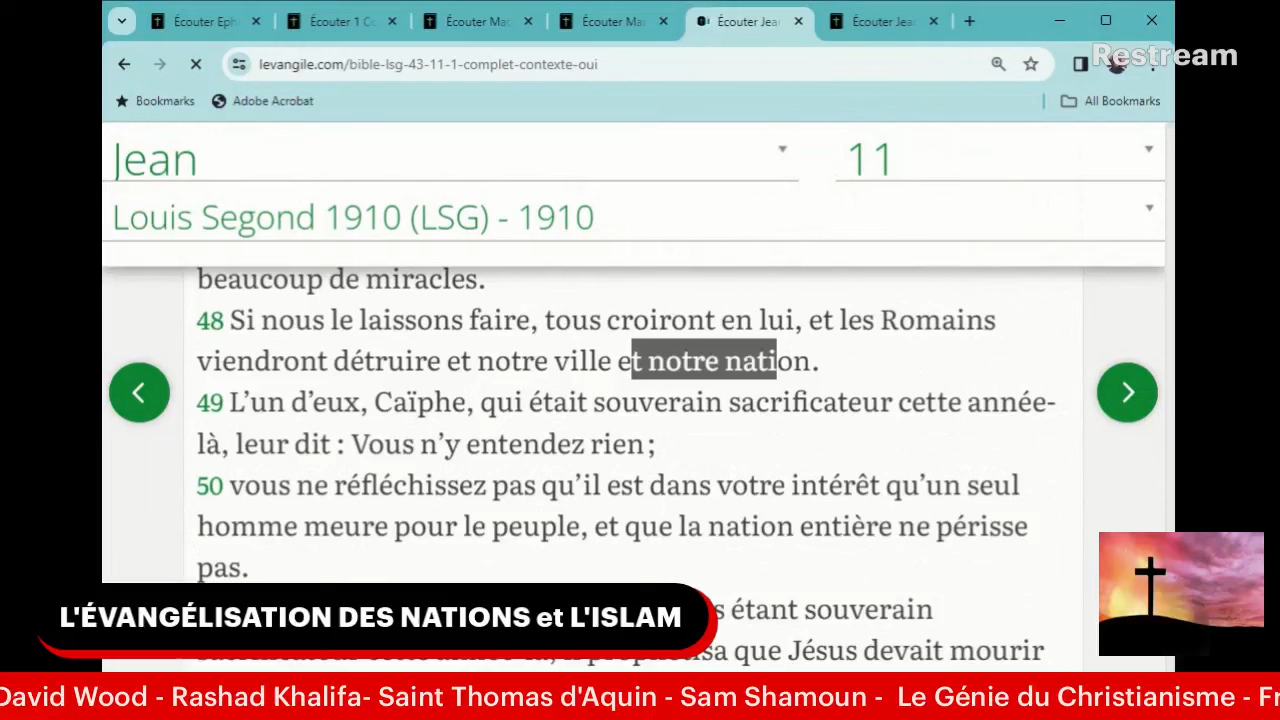 Écouter Eph
Écouter 1 Co
Écouter Mac
Écouter Mar
Écouter Jea
Écouter Jea
levangile.com/bible-lsg-43-11-1-complet-contexte-oui
Restream
Bookmarks
Adobe Acrobat
All Bookmarks
Jean
11
Louis Segond 1910 (LSG) - 1910
beaucoup de miracles.
48 Si nous le laissons faire, tous croiront en lui, et les Romains
viendront détruire et notre ville et notre nation.
49 L’un d’eux, Caïphe, qui était souverain sacrificateur cette année-
là, leur dit : Vous n’y entendez rien ;
50 vous ne réfléchissez pas qu’il est dans votre intérêt qu’un seul
homme meure pour le peuple, et que la nation entière ne périsse
pas.
s étant souverain
que Jésus devait mourir
L'ÉVANGÉLISATION DES NATIONS et L'ISLAM
David Wood - Rashad Khalifa- Saint Thomas d'Aquin - Sam Shamoun - Le Génie du Christianisme - Fr